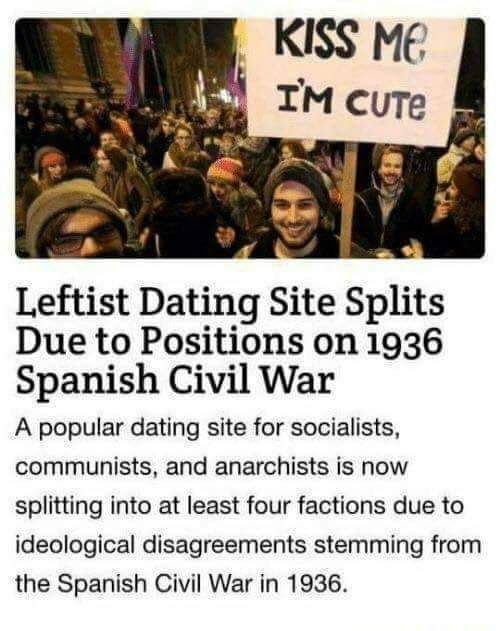 KISS Me
I'M CUTe
Leftist Dating Site Splits
Due to Positions on 1936
Spanish Civil War
A popular dating site for socialists,
communists, and anarchists is now
splitting into at least four factions due to
ideological disagreements stemming from
the Spanish Civil War in 1936.